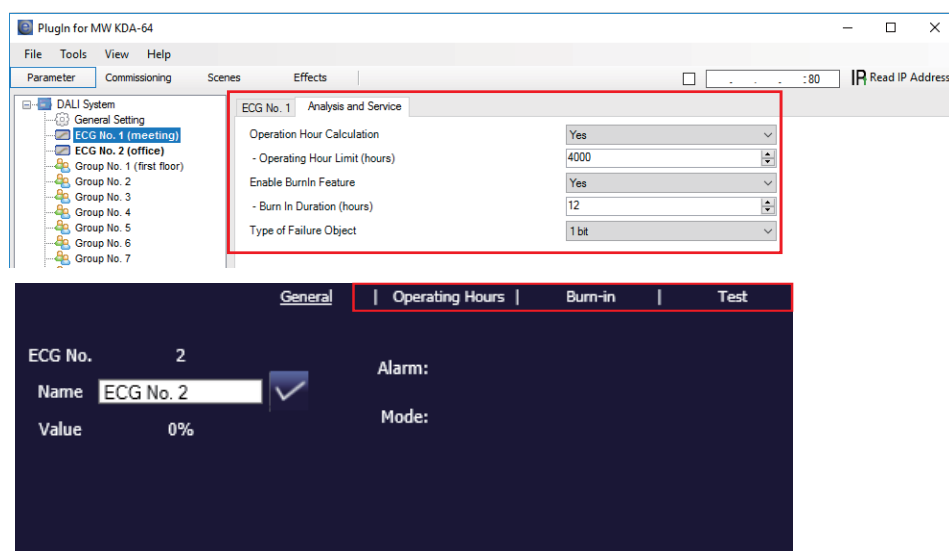 PlugIn for MW KDA-64
File Tools View Help
Parameter Commissioning Scenes Effects . . . :80 IP Read IP Address
DALI System
General Setting
ECG No. 1 (meeting)
ECG No. 2 (office)
Group No. 1 (first floor)
Group No. 2
Group No. 3
Group No. 4
Group No. 5
Group No. 6
Group No. 7
ECG No. 1 Analysis and Service
Operation Hour Calculation Yes
- Operating Hour Limit (hours) 4000
Enable BurnIn Feature Yes
- Burn In Duration (hours) 12
Type of Failure Object 1 bit
General | Operating Hours | Burn-in | Test
ECG No. 2
Name ECG No. 2
Value 0%
Alarm:
Mode: